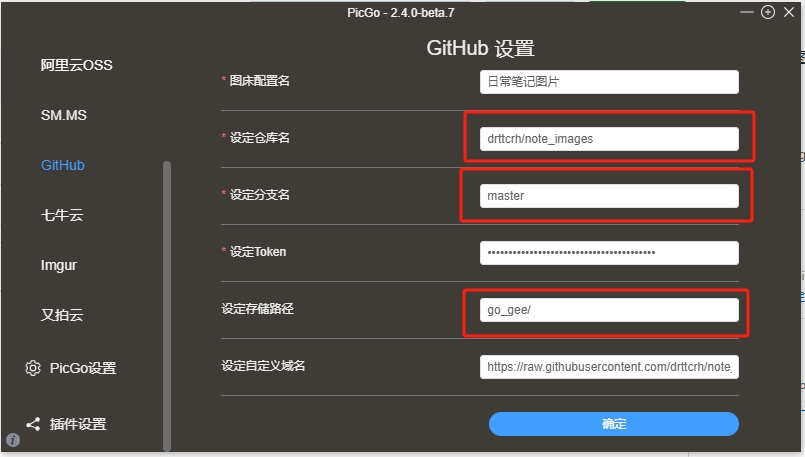 PicGo - 2.4.0-beta.7
GitHub 设置
阿里云OSS
SM.MS
GitHub
七牛云
Imgur
又拍云
PicGo设置
插件设置
* 图床配置名
日常笔记图片
* 设定仓库名
drttcrh/note_images
* 设定分支名
master
* 设定Token
设定存储路径
go_gee/
设定自定义域名
https://raw.githubusercontent.com/drttcrh/note_
确定